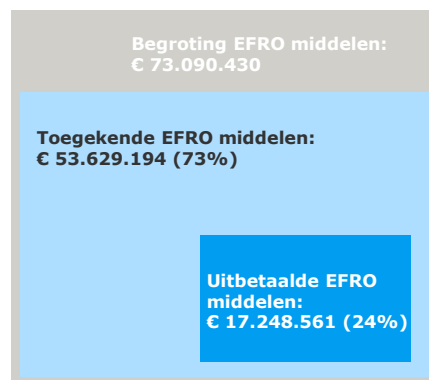 Begroting EFRO middelen:
€ 73.090.430
Toegekende EFRO middelen:
€ 53.629.194 (73%)
Uitbetaalde EFRO
middelen:
€ 17.248.561 (24%)